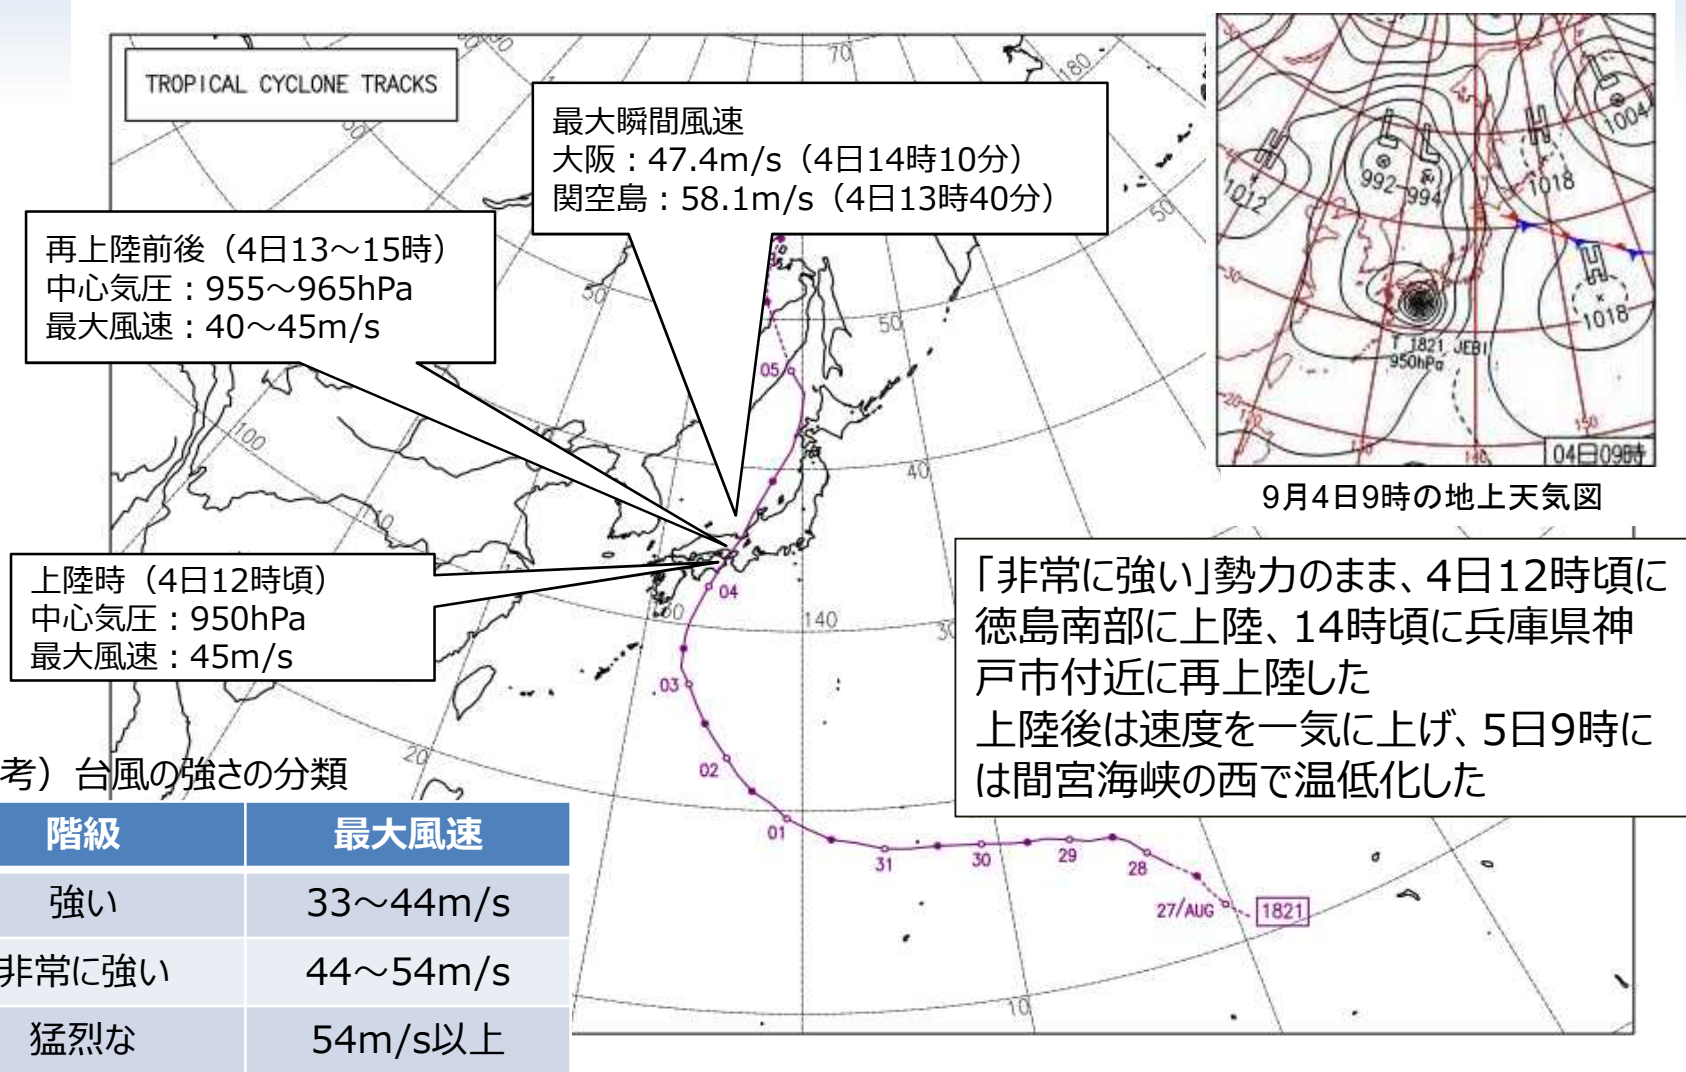 TROPICAL CYCLONE TRACKS
最大瞬間風速
大阪：47.4m/s（4日14時10分）
関空島：58.1m/s（4日13時40分）
再上陸前後（4日13～15時）
中心気圧：955～965hPa
最大風速：40～45m/s
上陸時（4日12時頃）
中心気圧：950hPa
最大風速：45m/s
70
180
50
50
50
50
100
110
40
140
30
20
10
05
04
03
02
01
31
30
29
28
27/AUG
1821
H
1012
L
992
L
994
H
1018
L
1004
H
1018
T 1821 JEBI
950hPa
30
20
140
150
04日09時
9月4日9時の地上天気図
「非常に強い」勢力のまま、4日12時頃に
徳島南部に上陸、14時頃に兵庫県神
戸市付近に再上陸した
上陸後は速度を一気に上げ、5日9時に
は間宮海峡の西で温低化した
考）台風の強さの分類
階級 最大風速
強い 33～44m/s
非常に強い 44～54m/s
猛烈な 54m/s以上